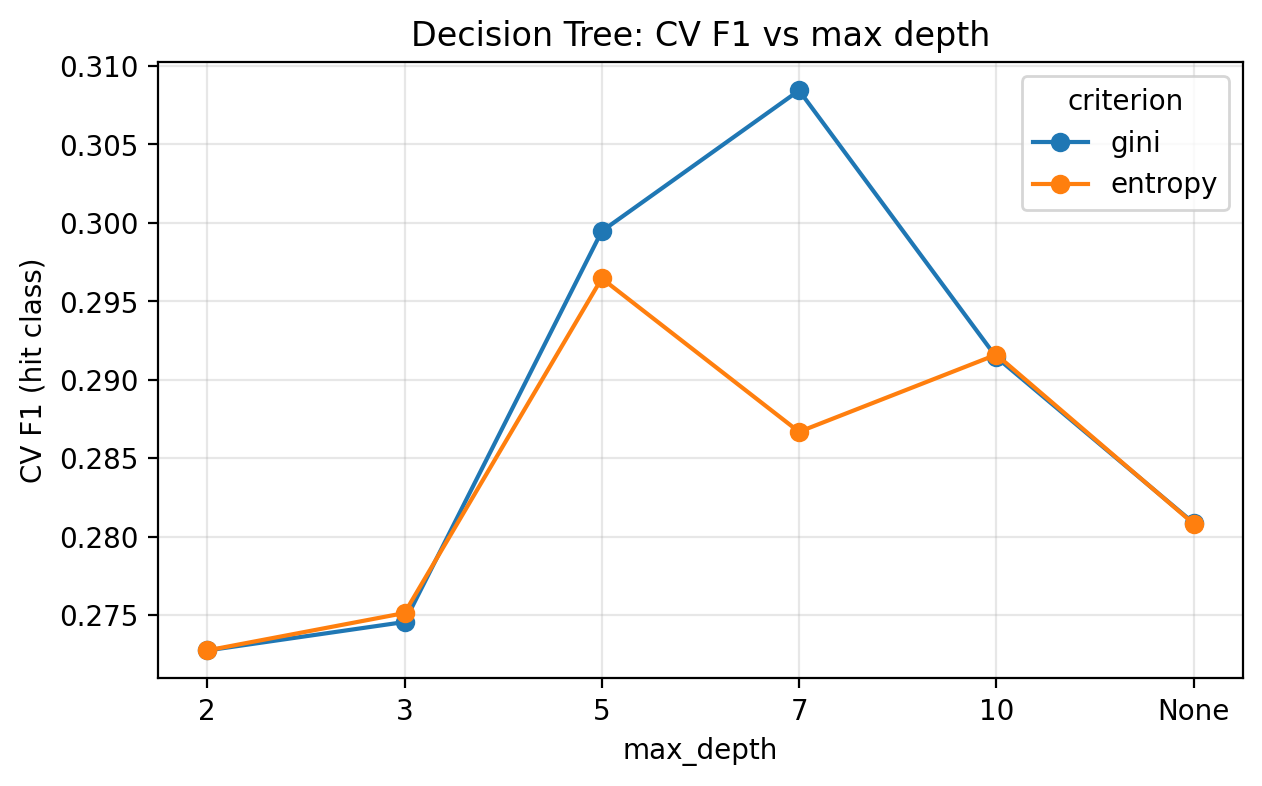 Decision Tree: CV F1 vs max depth
0.310
0.305
0.300
0.295
0.290
0.285
0.280
0.275
CV F1 (hit class)
criterion
gini
entropy
2 3 5 7 10 None
max_depth